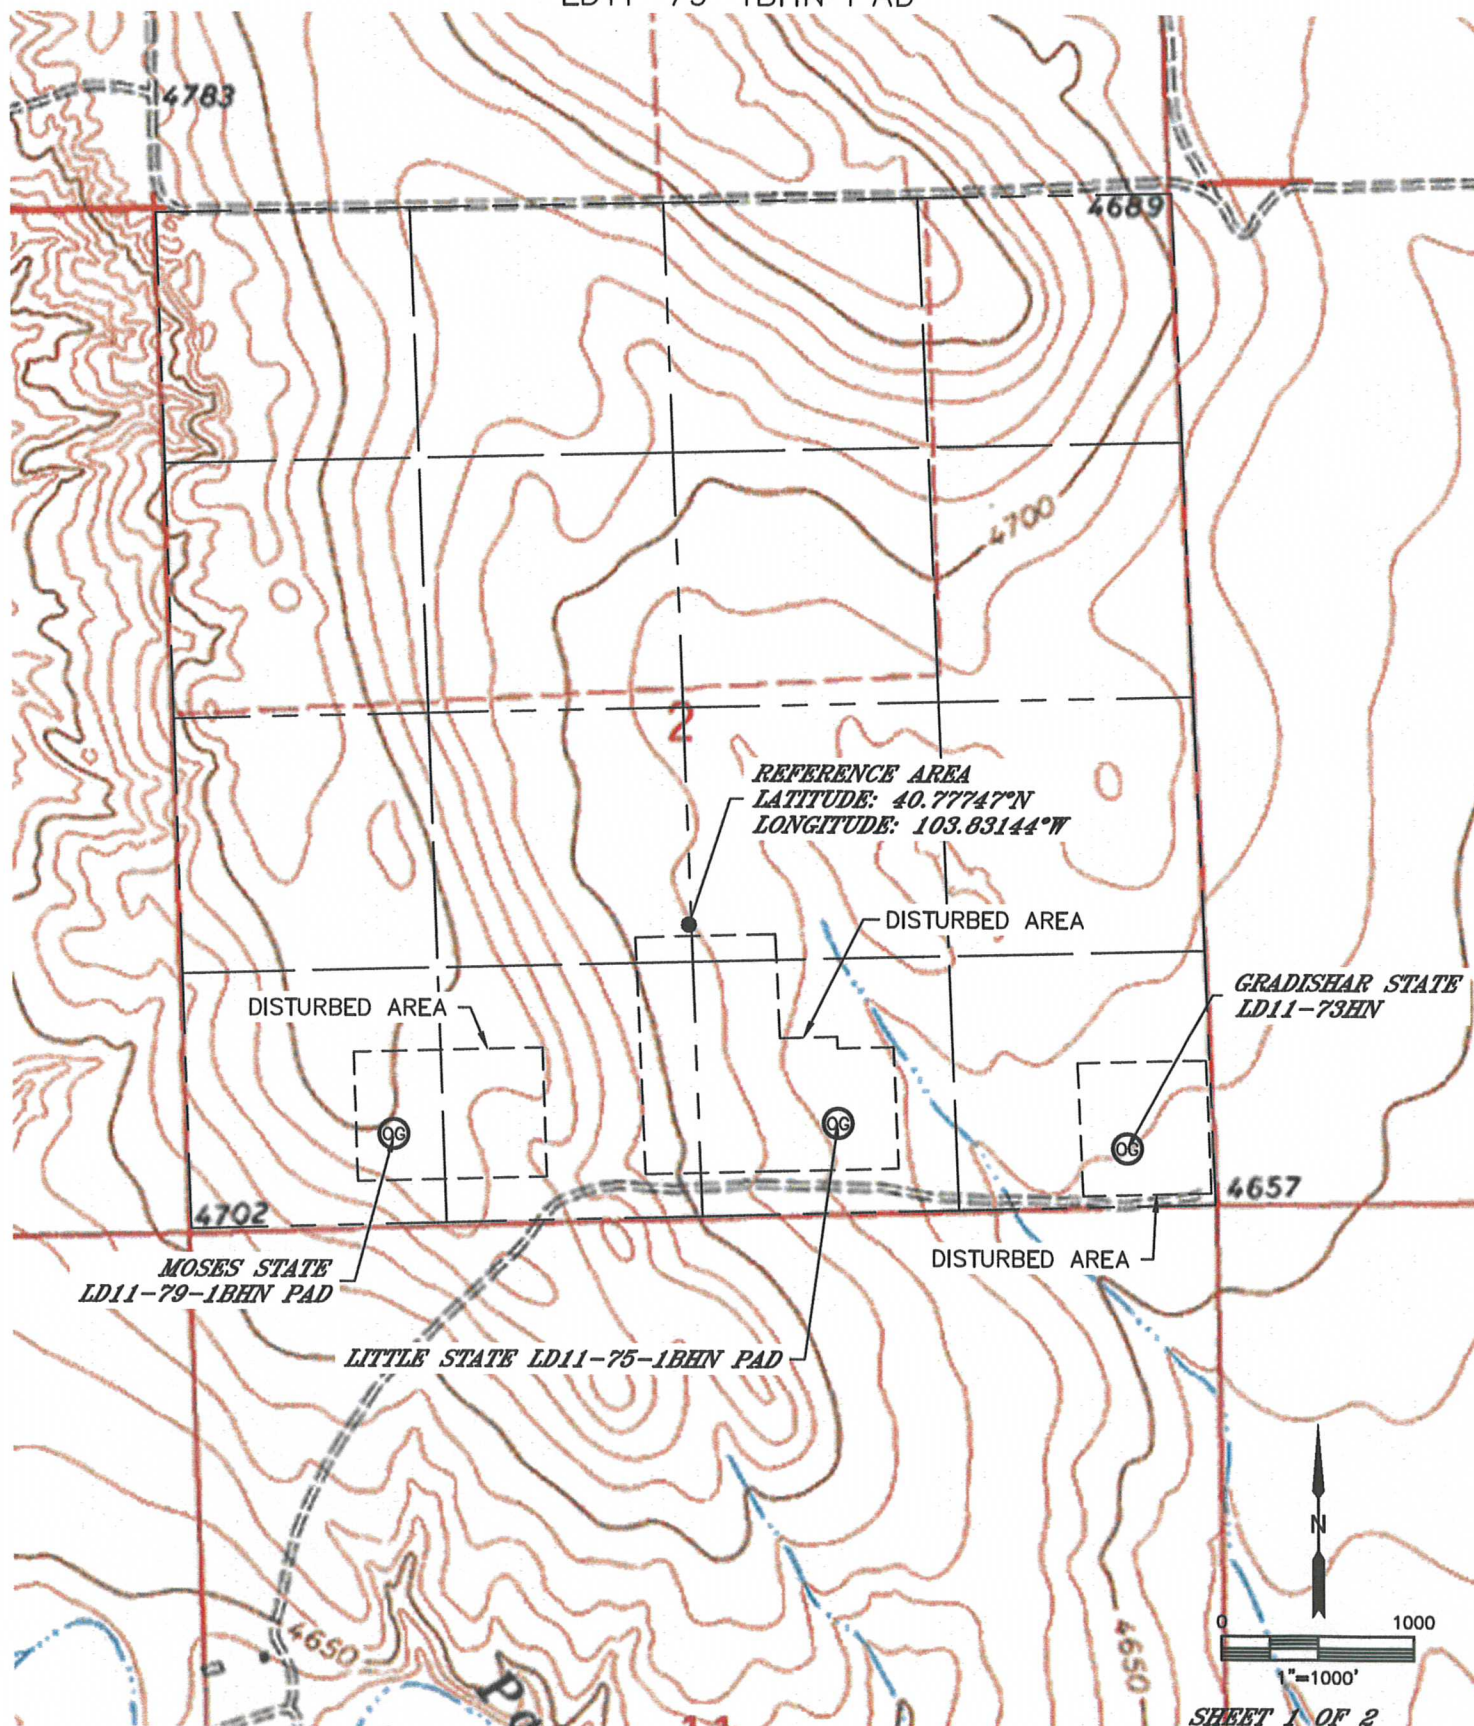 4783
4689
4700
2
REFERENCE AREA
LATITUDE: 40.77747°N
LONGITUDE: 103.83144°W
DISTURBED AREA
DISTURBED AREA
GRADISHAR STATE
LD11-73HN
OG
OG
OG
4702
4657
MOSES STATE
LD11-79-1BHN PAD
DISTURBED AREA
LITTLE STATE LD11-75-1BHN PAD
N
0 1000
1"=1000'
4650
4650
SHEET 1 OF 2